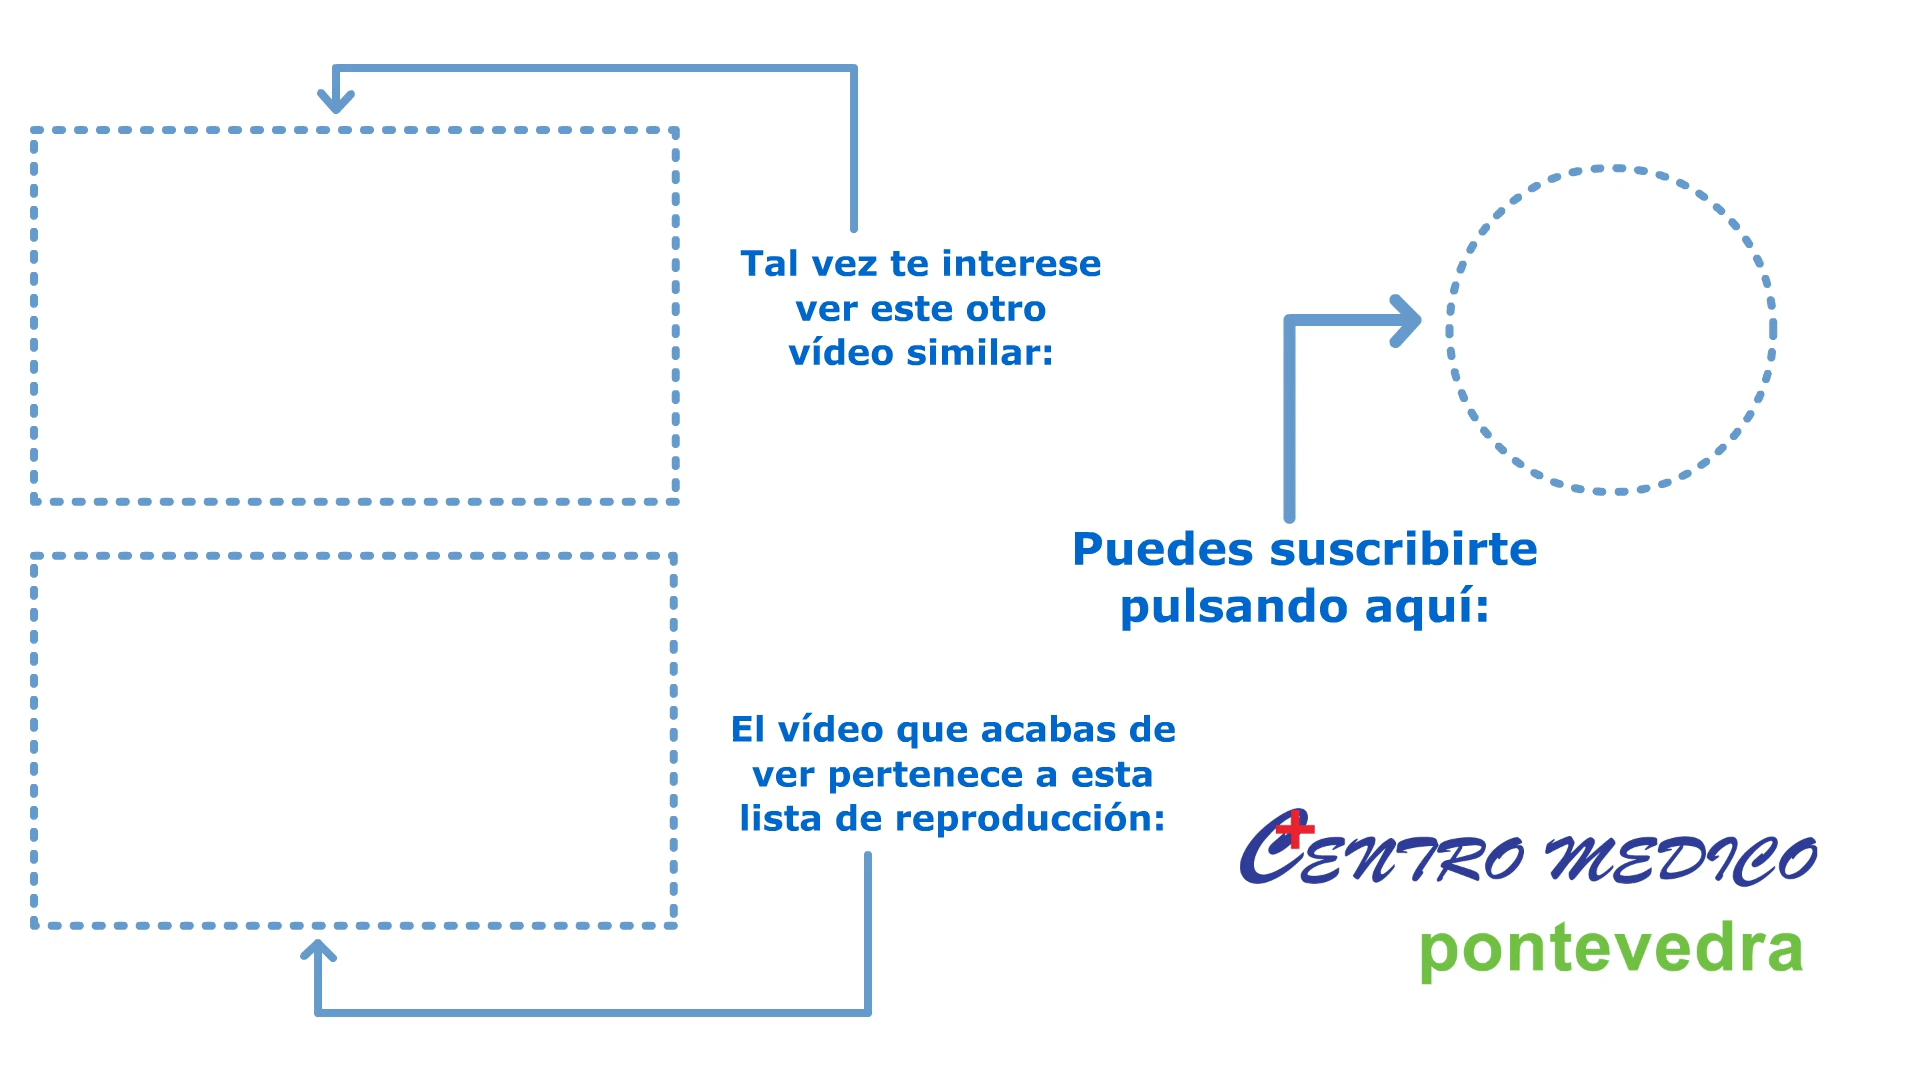 Tal vez te interese
ver este otro
vídeo similar:
Puedes suscribirte
pulsando aquí:
El vídeo que acabas de
ver pertenece a esta
lista de reproducción:
CENTRO MEDICO
pontevedra